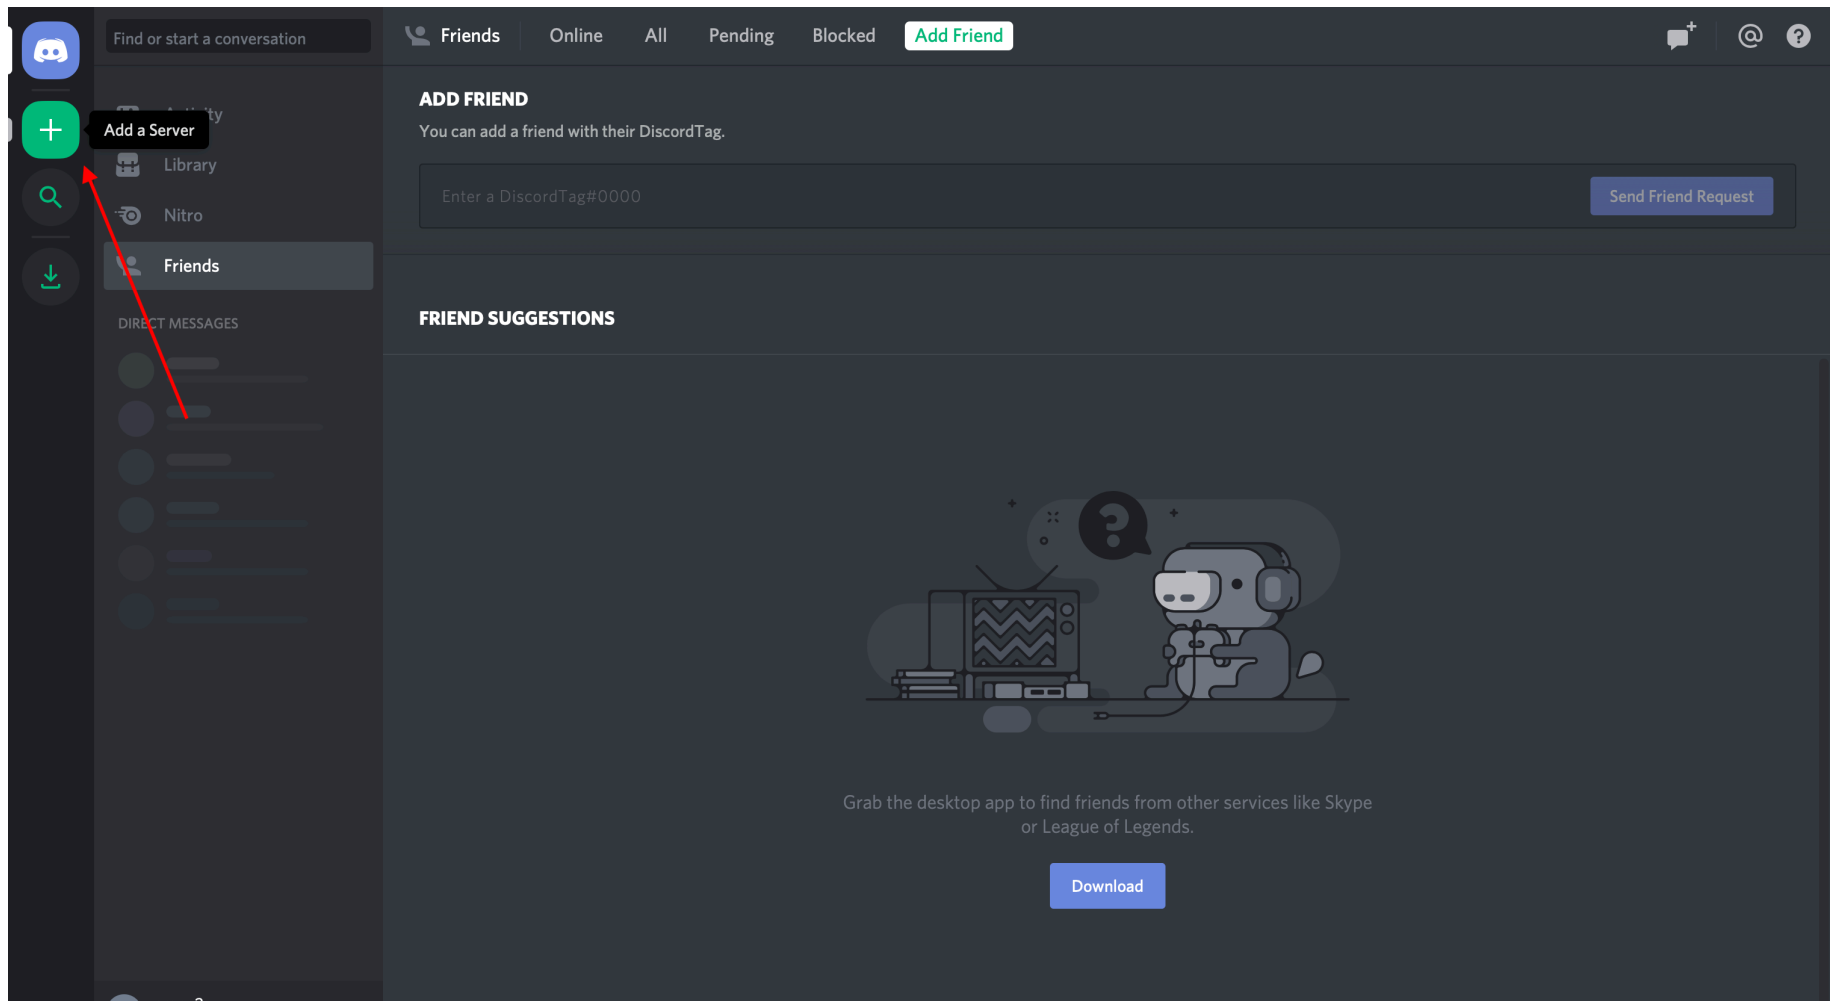 Find or start a conversation
Friends
Online
All
Pending
Blocked
Add Friend
Add a Server
Library
Nitro
Friends
DIRECT MESSAGES
ADD FRIEND
You can add a friend with their DiscordTag.
Enter a DiscordTag#0000
Send Friend Request
FRIEND SUGGESTIONS
Grab the desktop app to find friends from other services like Skype
or League of Legends.
Download